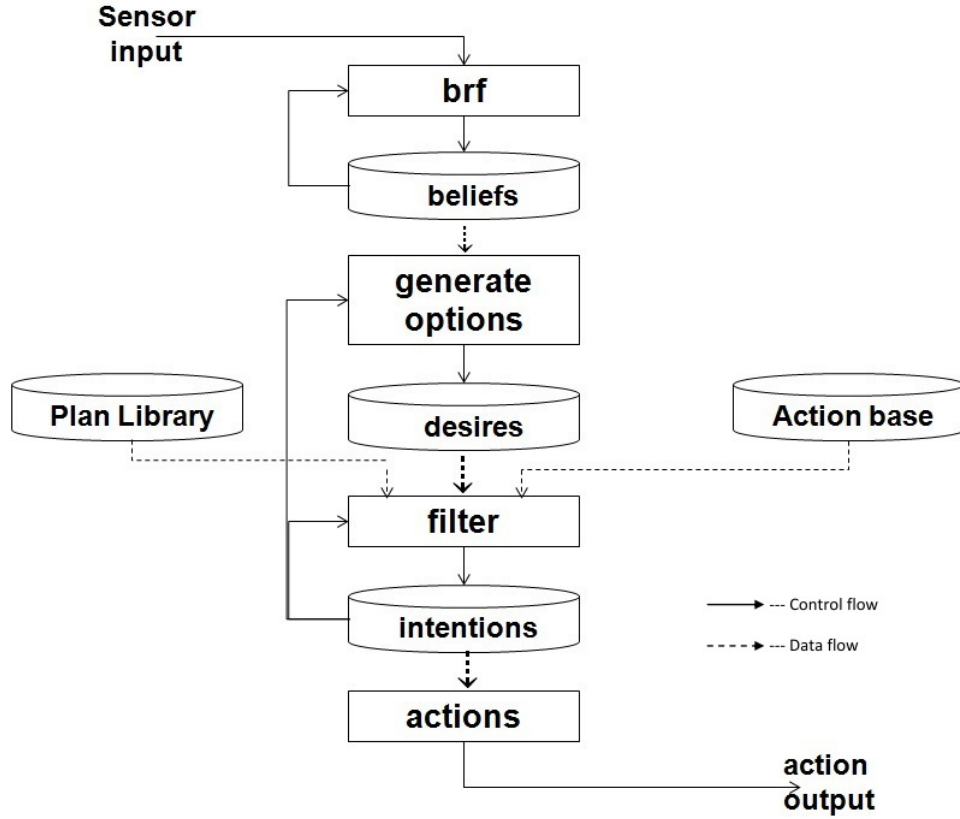 Sensor
input
brf
beliefs
generate
options
Plan Library
desires
Action base
filter
intentions
--- Control flow
--- Data flow
actions
action
output